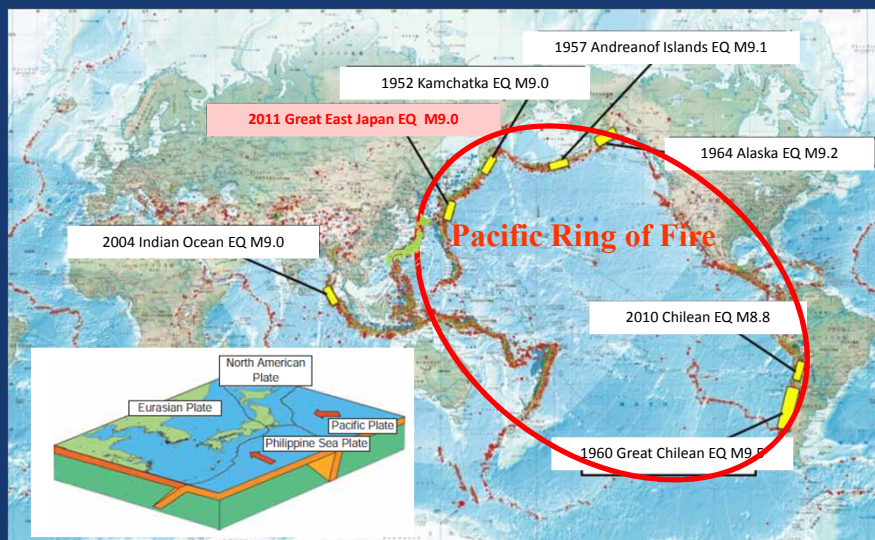 1957 Andreanof Islands EQ M9.1
1952 Kamchatka EQ M9.0
2011 Great East Japan EQ M9.0
1964 Alaska EQ M9.2
Pacific Ring of Fire
2004 Indian Ocean EQ M9.0
2010 Chilean EQ M8.8
North American
Plate
Eurasian Plate
Pacific Plate
Philippine Sea Plate
1960 Great Chilean EQ M9.5